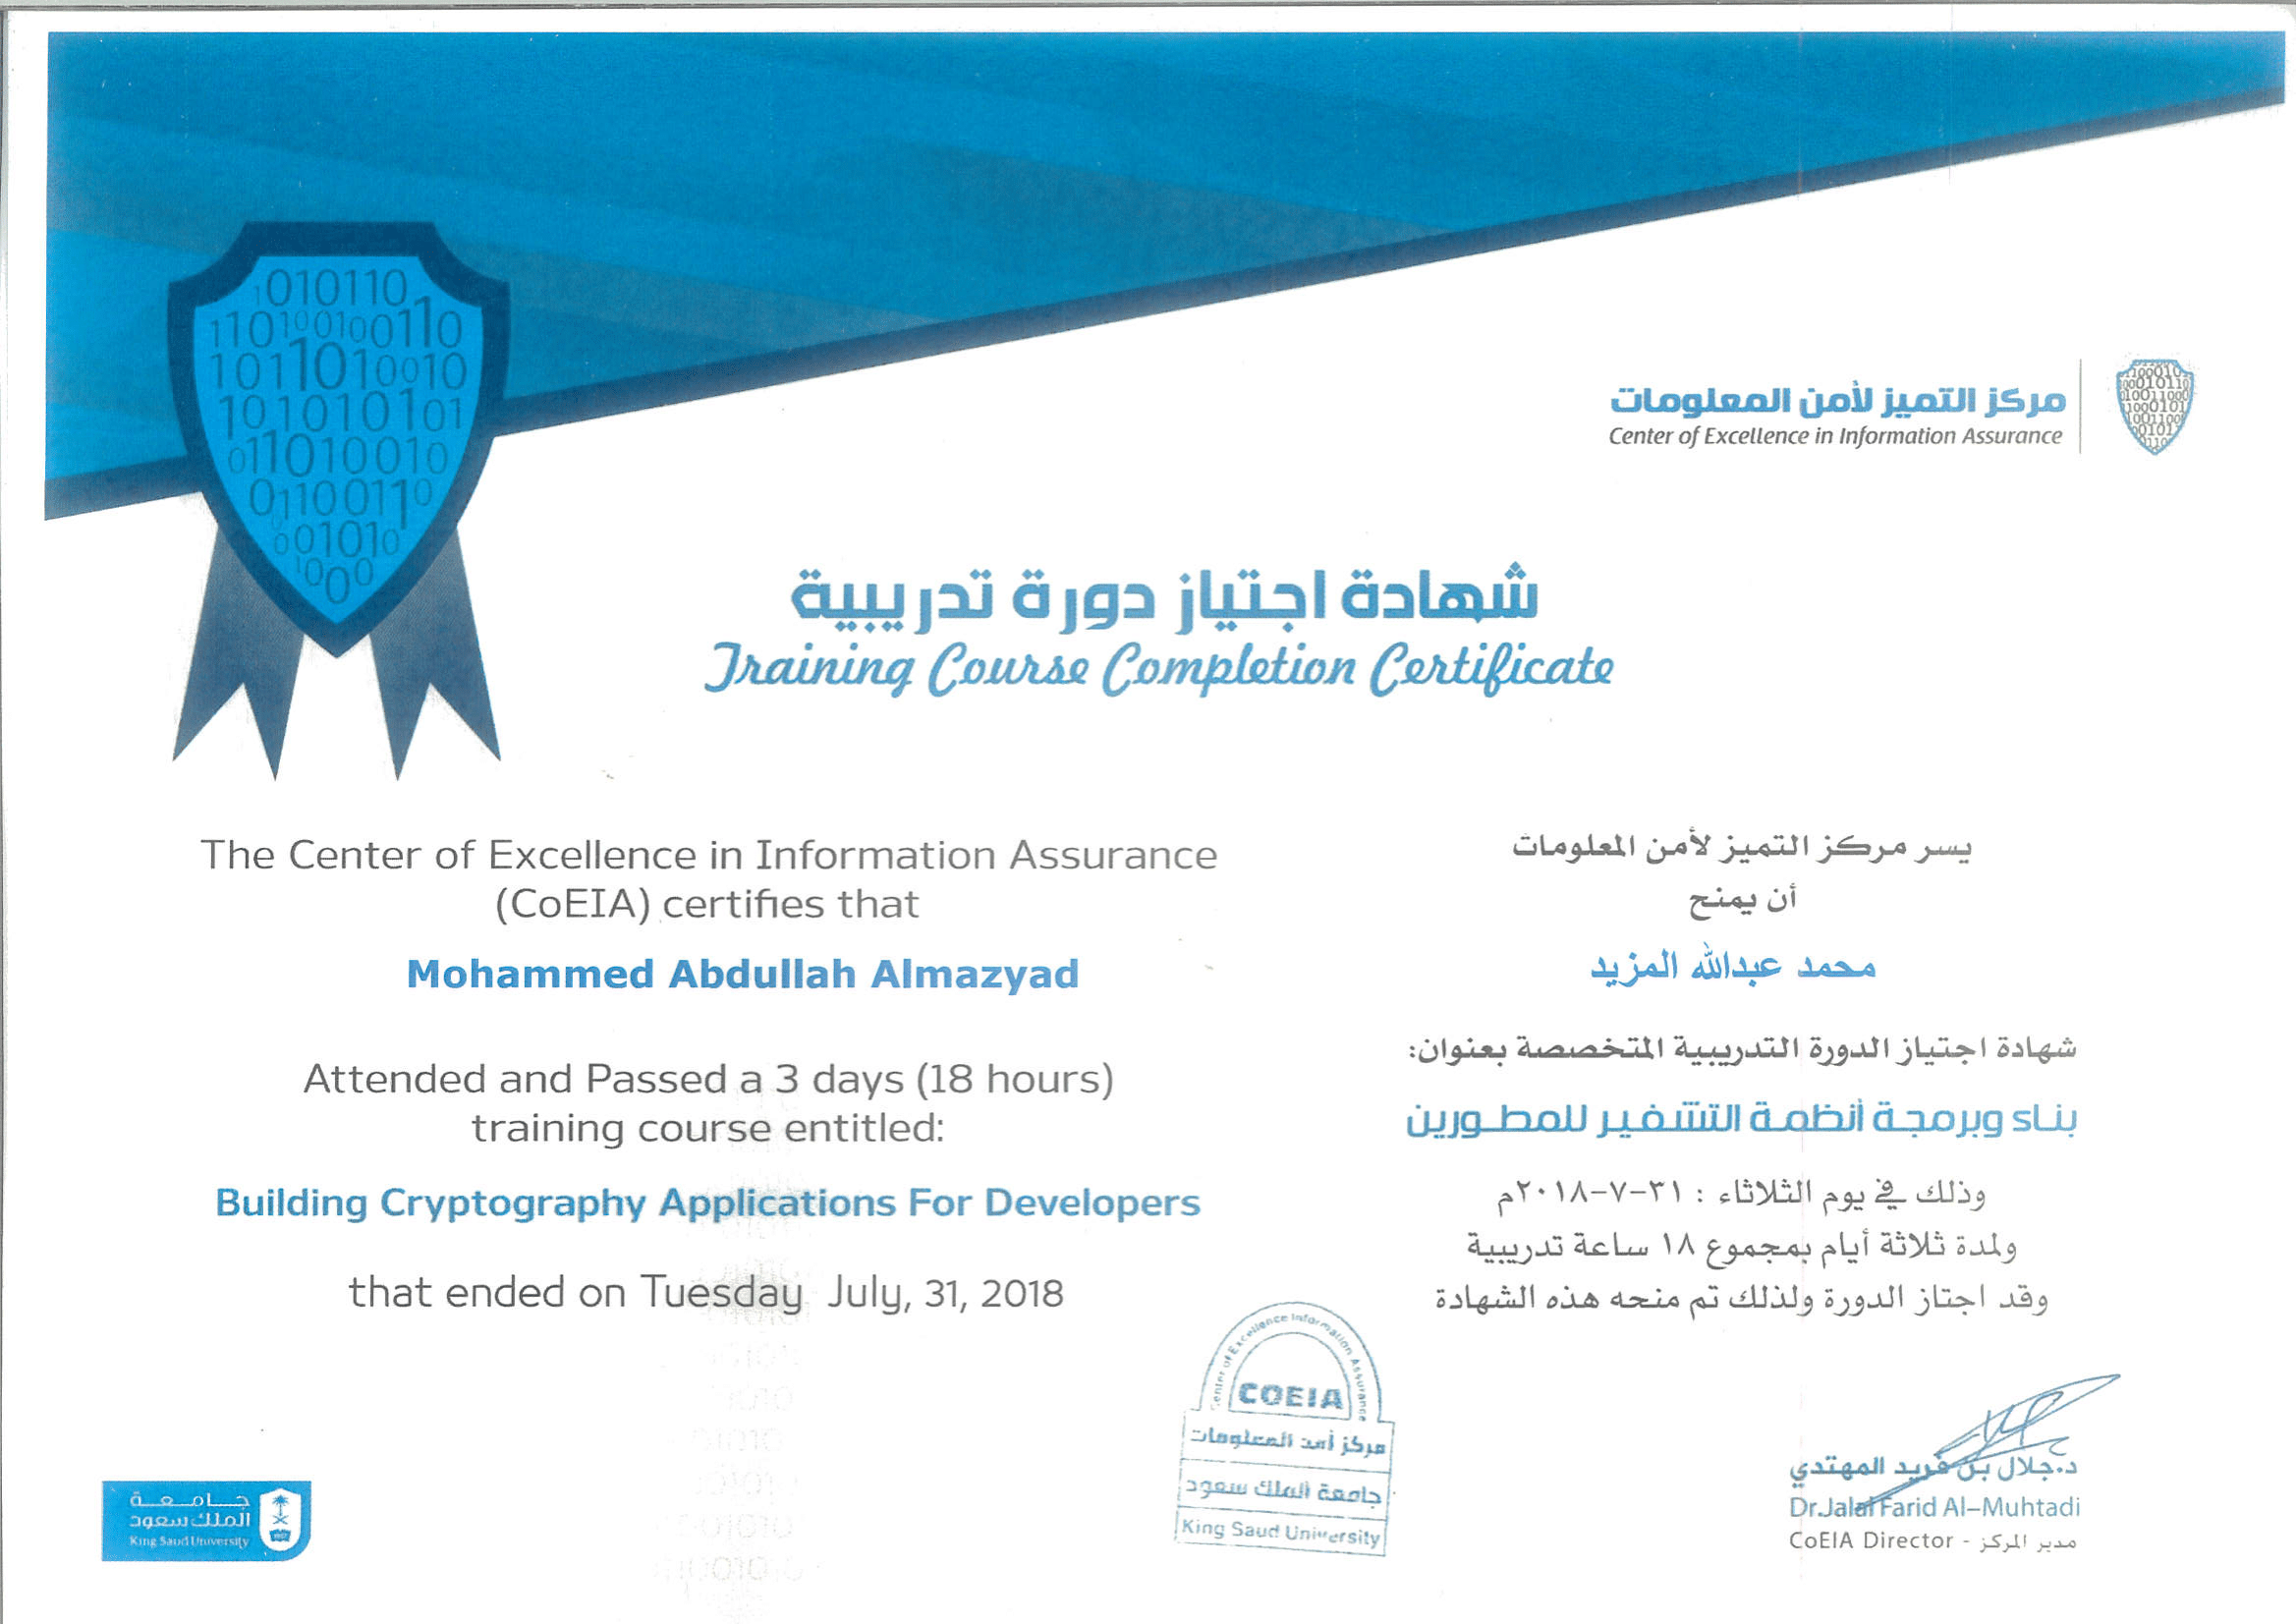 مركز التميز لأمن المعلومات
Center of Excellence in Information Assurance
شهادة اجتياز دورة تدريبية
Training Course Completion Certificate
The Center of Excellence in Information Assurance
(CoEIA) certifies that
Mohammed Abdullah Almazyad
Attended and Passed a 3 days (18 hours)
training course entitled:
Building Cryptography Applications For Developers
that ended on Tuesday July, 31, 2018
يسر مركز التميز لأمن المعلومات
أن يمنح
محمد عبدالله المزيد
شهادة اجتياز الدورة التدريبية المتخصصة بعنوان:
بناء وبرمجة أنظمة التشفير للمطورين
وذلك في يوم الثلاثاء : ٣١-٧-٢٠١٨م
ولمدة ثلاثة أيام بمجموع ١٨ ساعة تدريبية
وقد اجتاز الدورة ولذلك تم منحه هذه الشهادة
Center of Excellence Information Assurance
COEIA
مركز أمن المعلومات
جامعة الملك سعود
King Saud University
د.جلال بن فريد المهتدي
Dr.Jalal Farid Al-Muhtadi
CoEIA Director - مدير المركز
جامعة
الملك سعود
King Saud University